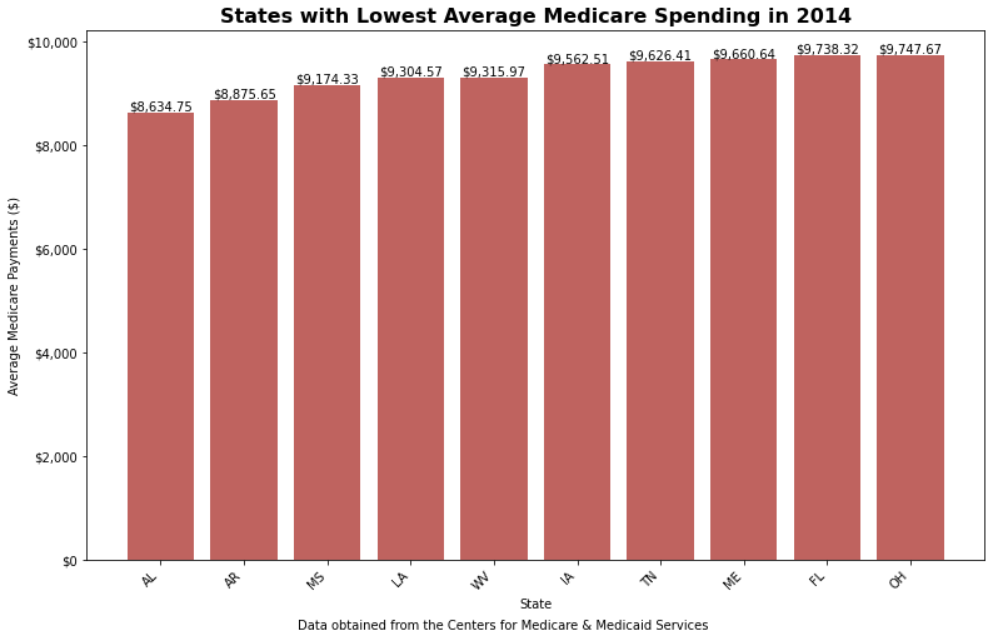 States with Lowest Average Medicare Spending in 2014
Average Medicare Payments ($)
$10,000
$8,000
$6,000
$4,000
$2,000
$0
$8,634.75
$8,875.65
$9,174.33
$9,304.57
$9,315.97
$9,562.51
$9,626.41
$9,660.64
$9,738.32
$9,747.67
AL
AR
MS
LA
WV
IA
TN
ME
FL
OH
State
Data obtained from the Centers for Medicare & Medicaid Services